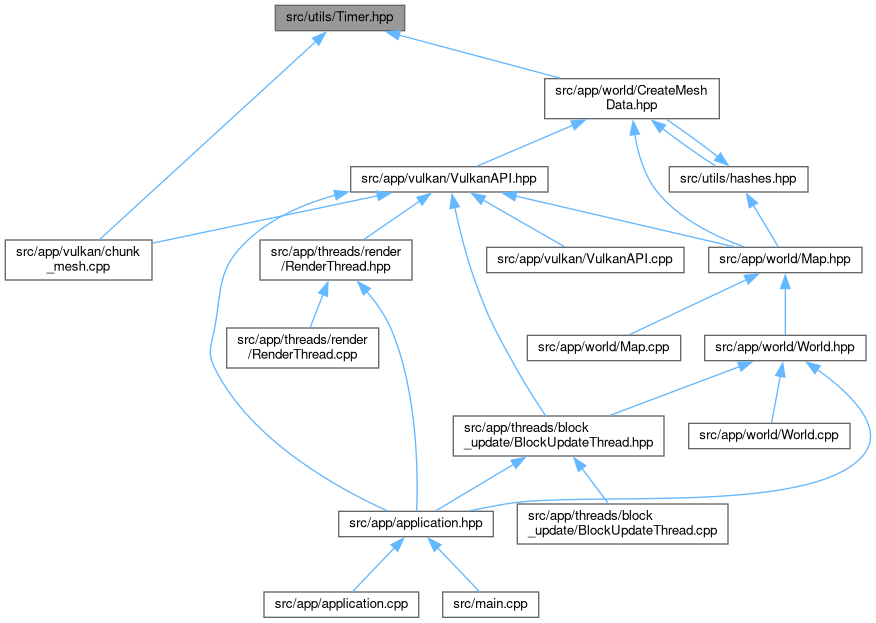 src/utils/Timer.hpp
src/app/world/CreateMesh
Data.hpp
src/app/vulkan/VulkanAPI.hpp
src/utils/hashes.hpp
src/app/vulkan/chunk
_mesh.cpp
src/app/threads/render
/RenderThread.hpp
src/app/vulkan/VulkanAPI.cpp
src/app/world/Map.hpp
src/app/threads/render
/RenderThread.cpp
src/app/world/Map.cpp
src/app/world/World.hpp
src/app/threads/block
_update/BlockUpdateThread.hpp
src/app/world/World.cpp
src/app/application.hpp
src/app/threads/block
_update/BlockUpdateThread.cpp
src/app/application.cpp
src/main.cpp